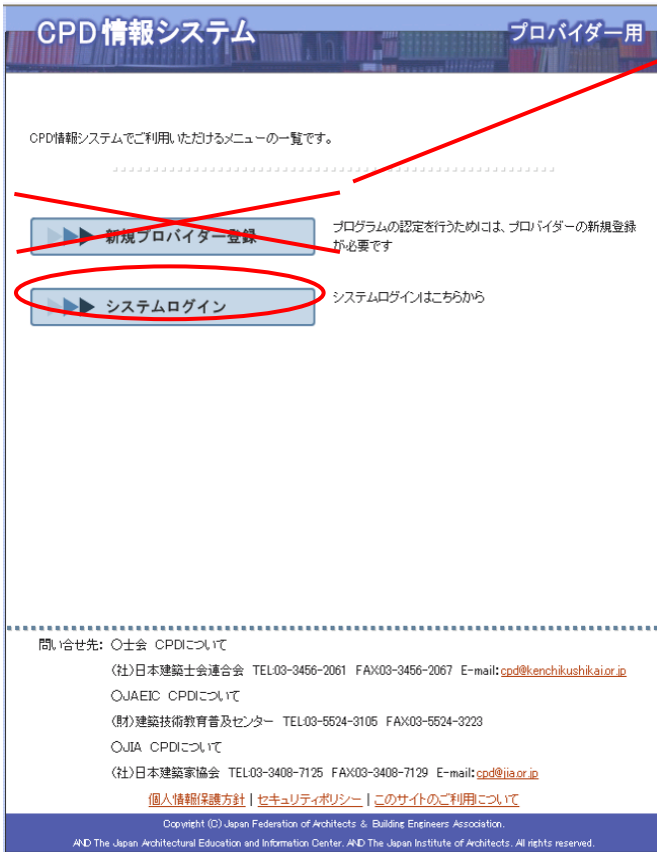 CPD情報システム
プロバイダー用
CPD情報システムでご利用いただけるメニューの一覧です。
新規プロバイダー登録
プログラムの認定を行うためには、プロバイダーの新規登録
が必要です
システムログイン
システムログインはこちらから
問い合せ先: 〇士会 CPDについて
(社)日本建築士会連合会 TEL:03-3456-2061 FAX:03-3456-2067 E-mail:cpd@kenchikushikai.or.jp
〇JAEIC CPDについて
(財)建築技術教育普及センター TEL:03-5524-3105 FAX:03-5524-3223
〇JIA CPDについて
(社)日本建築家協会 TEL:03-3408-7125 FAX:03-3408-7129 E-mail:cpd@jia.or.jp
個人情報保護方針 | セキュリティポリシー | このサイトのご利用について
Copyright (C) Japan Federation of Architects & Building Engineers Association.
AND The Japan Architectural Education and Information Center. AND The Japan Institute of Architects. All rights reserved.